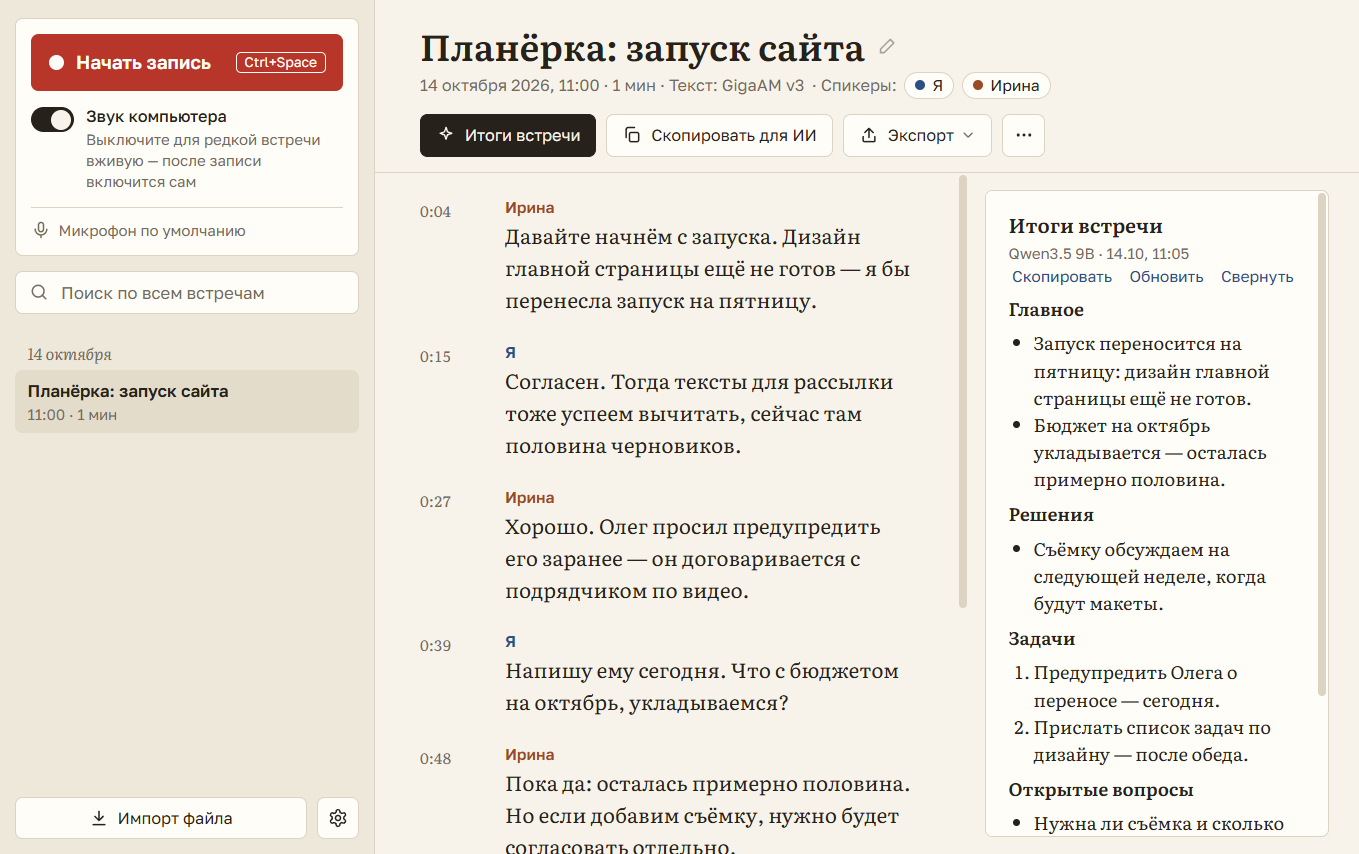 Начать запись Ctrl+Space
Звук компьютера
Выключите для редкой встречи
вживую — после записи
включится сам
Микрофон по умолчанию
Поиск по всем встречам
14 октября
Планёрка: запуск сайта
11:00 · 1 мин
Импорт файла
Планёрка: запуск сайта
14 октября 2026, 11:00 · 1 мин · Текст: GigaAM v3 · Спикеры: Я Ирина
Итоги встречи Скопировать для ИИ Экспорт
0:04 Ирина
Давайте начнём с запуска. Дизайн
главной страницы ещё не готов — я бы
перенесла запуск на пятницу.
0:15 Я
Согласен. Тогда тексты для рассылки
тоже успеем вычитать, сейчас там
половина черновиков.
0:27 Ирина
Хорошо. Олег просил предупредить
его заранее — он договаривается с
подрядчиком по видео.
0:39 Я
Напишу ему сегодня. Что с бюджетом
на октябрь, укладываемся?
0:48 Ирина
Пока да: осталась примерно половина.
Но если добавим съёмку, нужно будет
согласовать отдельно.
Итоги встречи
Qwen3.5 9B · 14.10, 11:05
Скопировать Обновить Свернуть
Главное
• Запуск переносится на
пятницу: дизайн главной
страницы ещё не готов.
• Бюджет на октябрь
укладывается — осталась
примерно половина.
Решения
• Съёмку обсуждаем на
следующей неделе, когда
будут макеты.
Задачи
1. Предупредить Олега о
переносе — сегодня.
2. Прислать список задач по
дизайну — после обеда.
Открытые вопросы
• Нужна ли съёмка и сколько